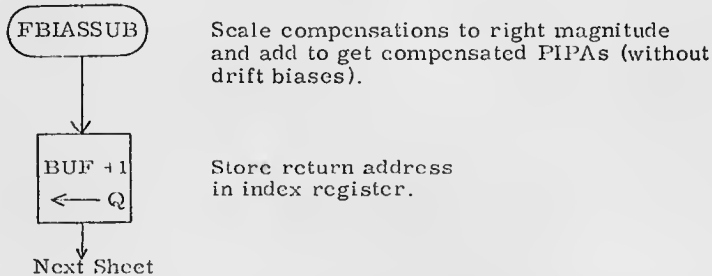 FBIASSUB
Scale compensations to right magnitude
and add to get compensated PIPAs (without
drift biases).
BUF +1
← Q
Store return address
in index register.
Next Sheet